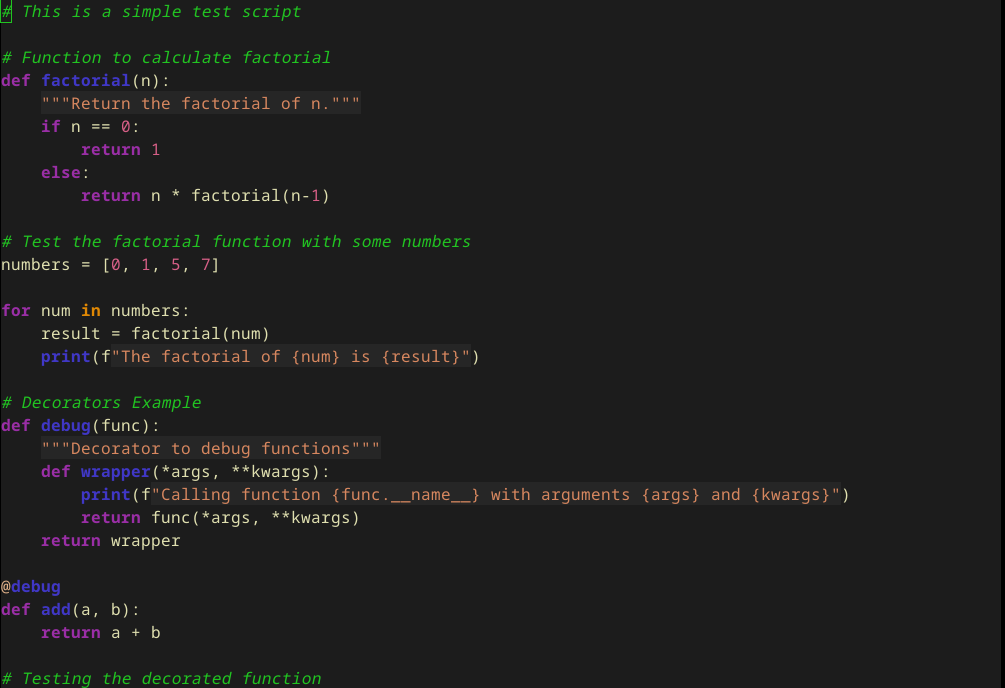 # This is a simple test script

# Function to calculate factorial
def factorial(n):
    """Return the factorial of n."""
    if n == 0:
        return 1
    else:
        return n * factorial(n-1)

# Test the factorial function with some numbers
numbers = [0, 1, 5, 7]

for num in numbers:
    result = factorial(num)
    print(f"The factorial of {num} is {result}")

# Decorators Example
def debug(func):
    """Decorator to debug functions"""
    def wrapper(*args, **kwargs):
        print(f"Calling function {func.__name__} with arguments {args} and {kwargs}")
        return func(*args, **kwargs)
    return wrapper

@debug
def add(a, b):
    return a + b

# Testing the decorated function